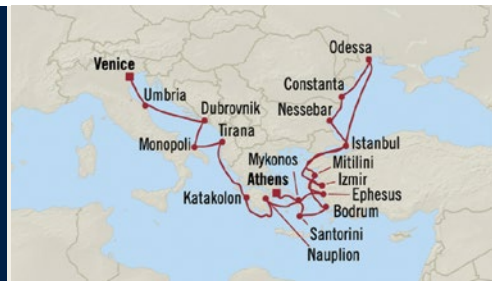 Odessa
Venice
Constanta
Umbria
Nessebar
Dubrovnik
Tirana
Monopoli
Istanbul
Mykonos
Mitilini
Athens
Izmir
Katakolon
Ephesus
Bodrum
Santorini
Nauplion